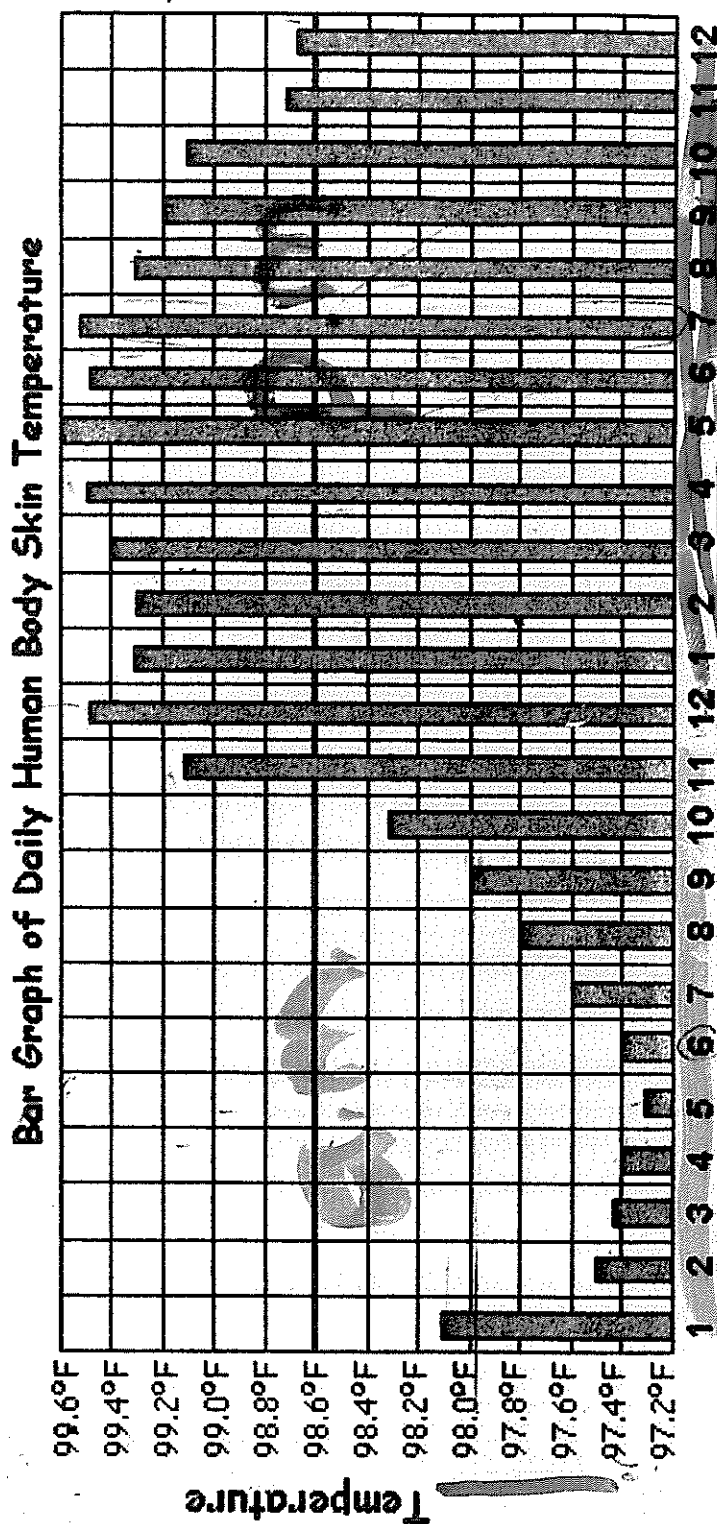 Bar Graph of Daily Human Body Skin Temperature
Temperature
99.6°F
99.4°F
99.2°F
99.0°F
98.8°F
98.6°F
98.4°F
98.2°F
98.0°F
97.8°F
97.6°F
97.4°F
97.2°F
am
pm
1 2 3 4 5 6 7 8 9 10 11 12 1 2 3 4 5 6 7 8 9 10 11 12